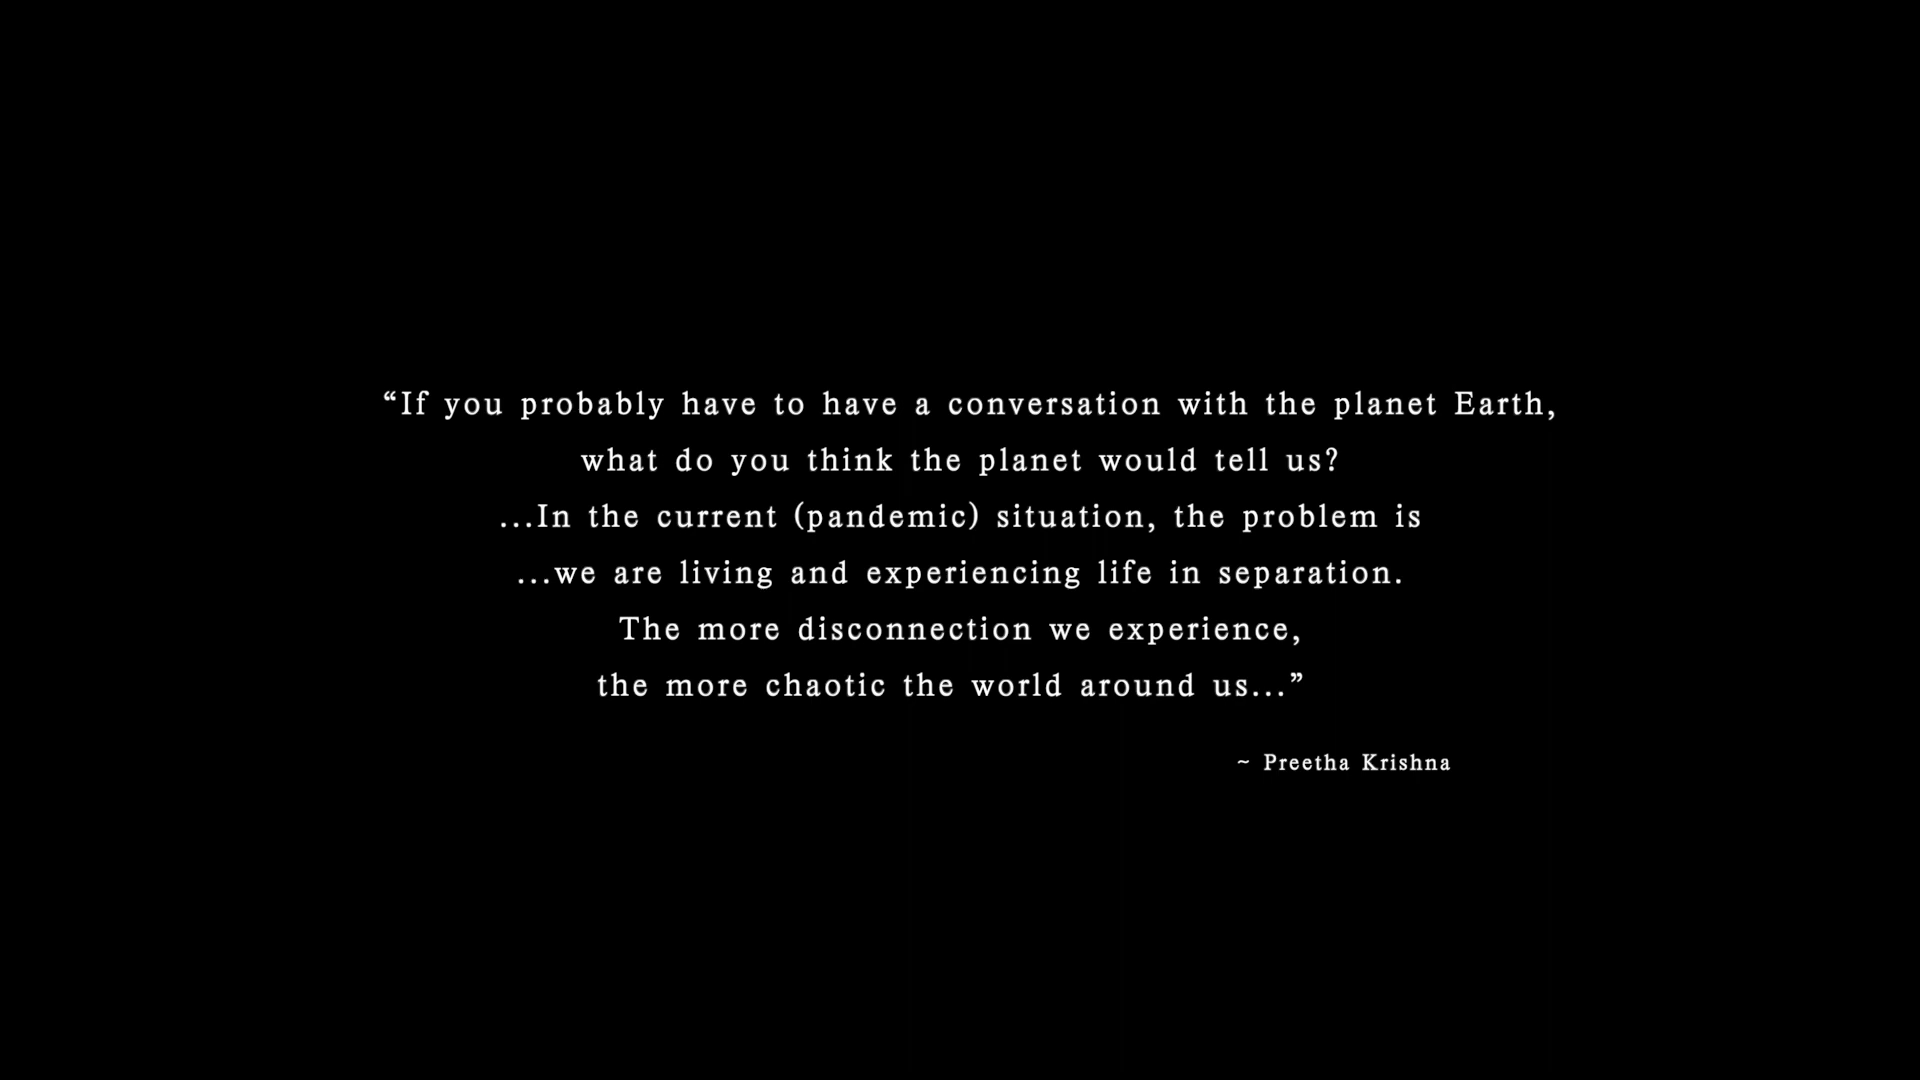 “If you probably have to have a conversation with the planet Earth,
what do you think the planet would tell us?
...In the current (pandemic) situation, the problem is
...we are living and experiencing life in separation.
The more disconnection we experience,
the more chaotic the world around us...”
~ Preetha Krishna